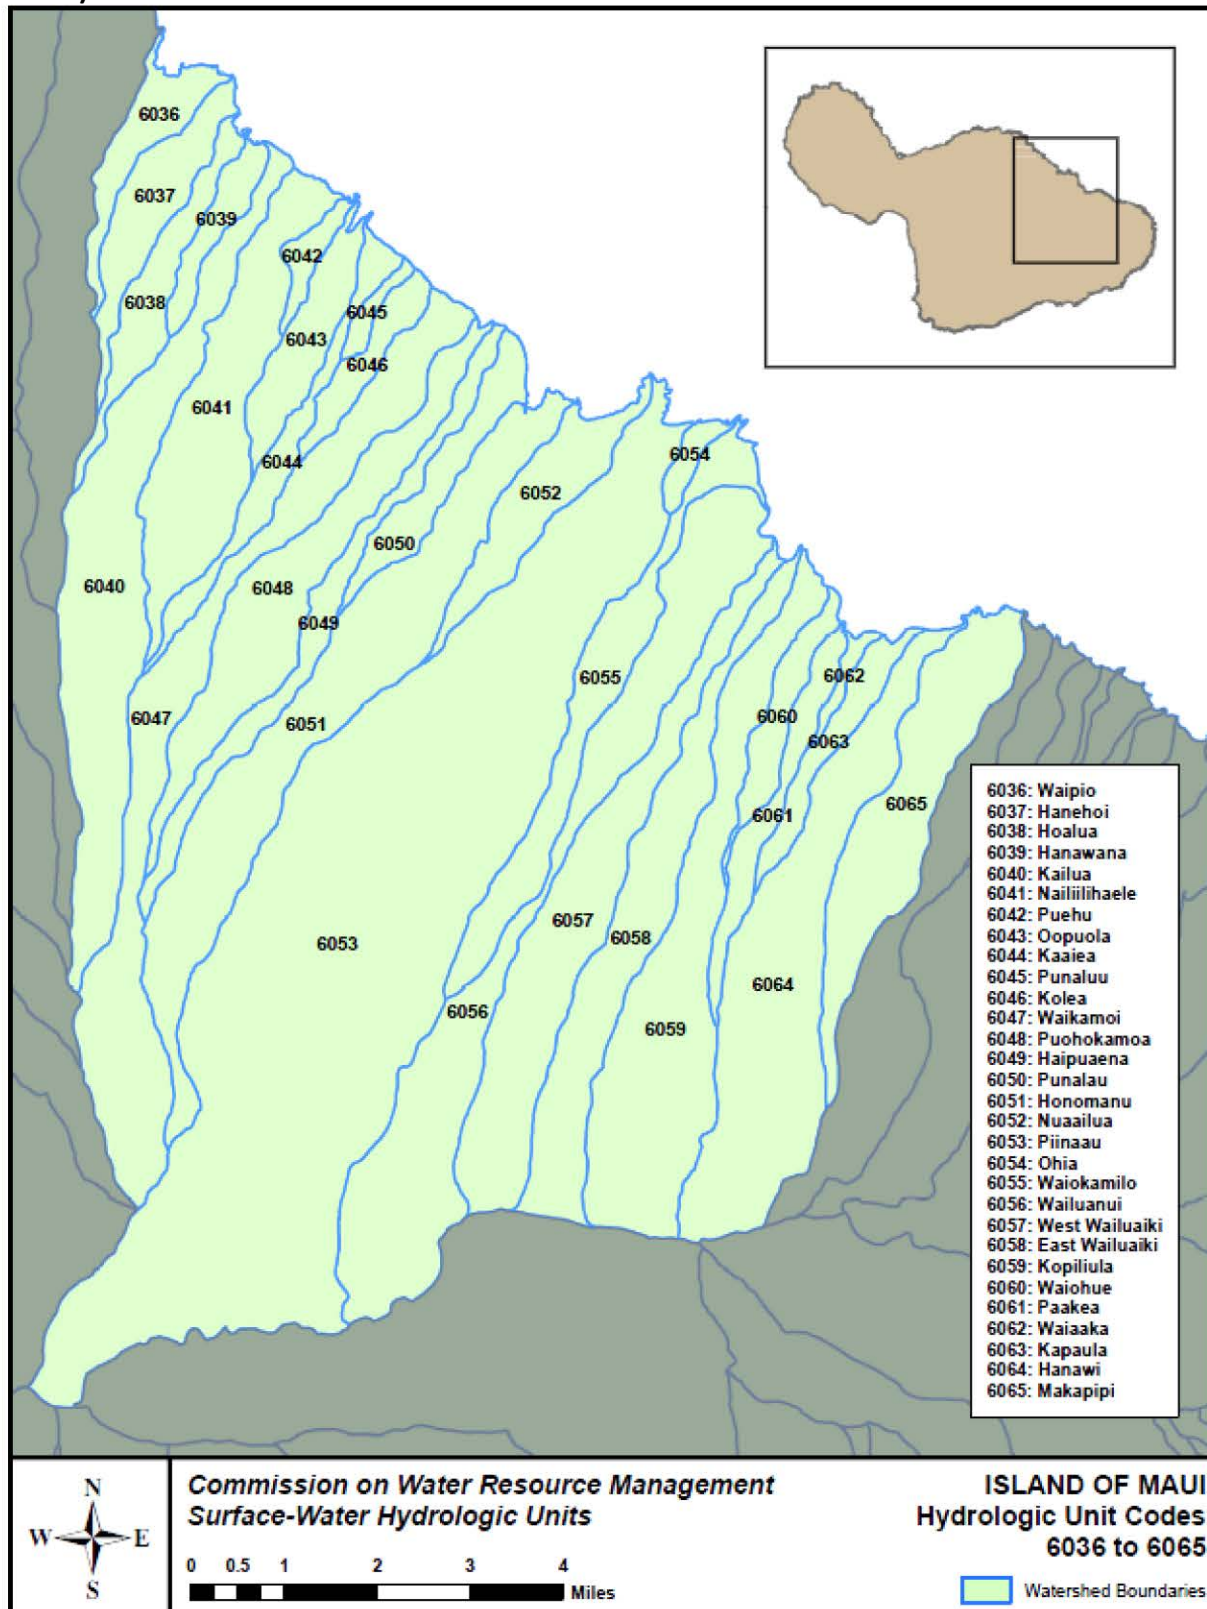 6036
6037
6039
6042
6038
6045
6043
6046
6041
6044
6054
6052
6050
6040
6048
6049
6055
6062
6047
6051
6060
6063
6065
6061
6057
6058
6053
6064
6056
6059
6036: Waipio
6037: Hanehoi
6038: Hoalua
6039: Hanawana
6040: Kailua
6041: Nailiilihaele
6042: Puehu
6043: Oopuola
6044: Kaaiea
6045: Punaluu
6046: Kolea
6047: Waikamoi
6048: Puohokamoa
6049: Haipuaena
6050: Punalau
6051: Honomanu
6052: Nuaailua
6053: Piinaau
6054: Ohia
6055: Waiokamilo
6056: Wailuanui
6057: West Wailuaiki
6058: East Wailuaiki
6059: Kopiliula
6060: Waiohue
6061: Paakea
6062: Waiaaka
6063: Kapaula
6064: Hanawi
6065: Makapipi
N
W E
S
Commission on Water Resource Management
Surface-Water Hydrologic Units
0 0.5 1 2 3 4
Miles
ISLAND OF MAUI
Hydrologic Unit Codes
6036 to 6065
Watershed Boundaries